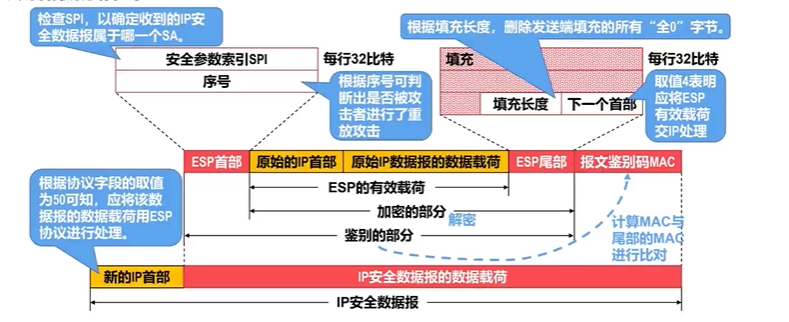 检查SPI，以确定收到的IP安
全数据报属于哪一个SA。
根据填充长度，删除发送端填充的所有“全0”字节。
安全参数索引SPI
每行32比特
填充
每行32比特
序号
根据序号可判
断出是否被攻
击者进行了重
放攻击
填充长度
下一个首部
取值4表明
应将ESP
有效载荷
交IP处理
ESP首部
原始的IP首部
原始IP数据报的数据载荷
ESP尾部
报文鉴别码MAC
根据协议字段的取值
为50可知，应将该数
据报的数据载荷用ESP
协议进行处理。
ESP的有效载荷
加密的部分
解密
鉴别的部分
计算MAC与
尾部的MAC
进行比对
新的IP首部
IP安全数据报的数据载荷
IP安全数据报